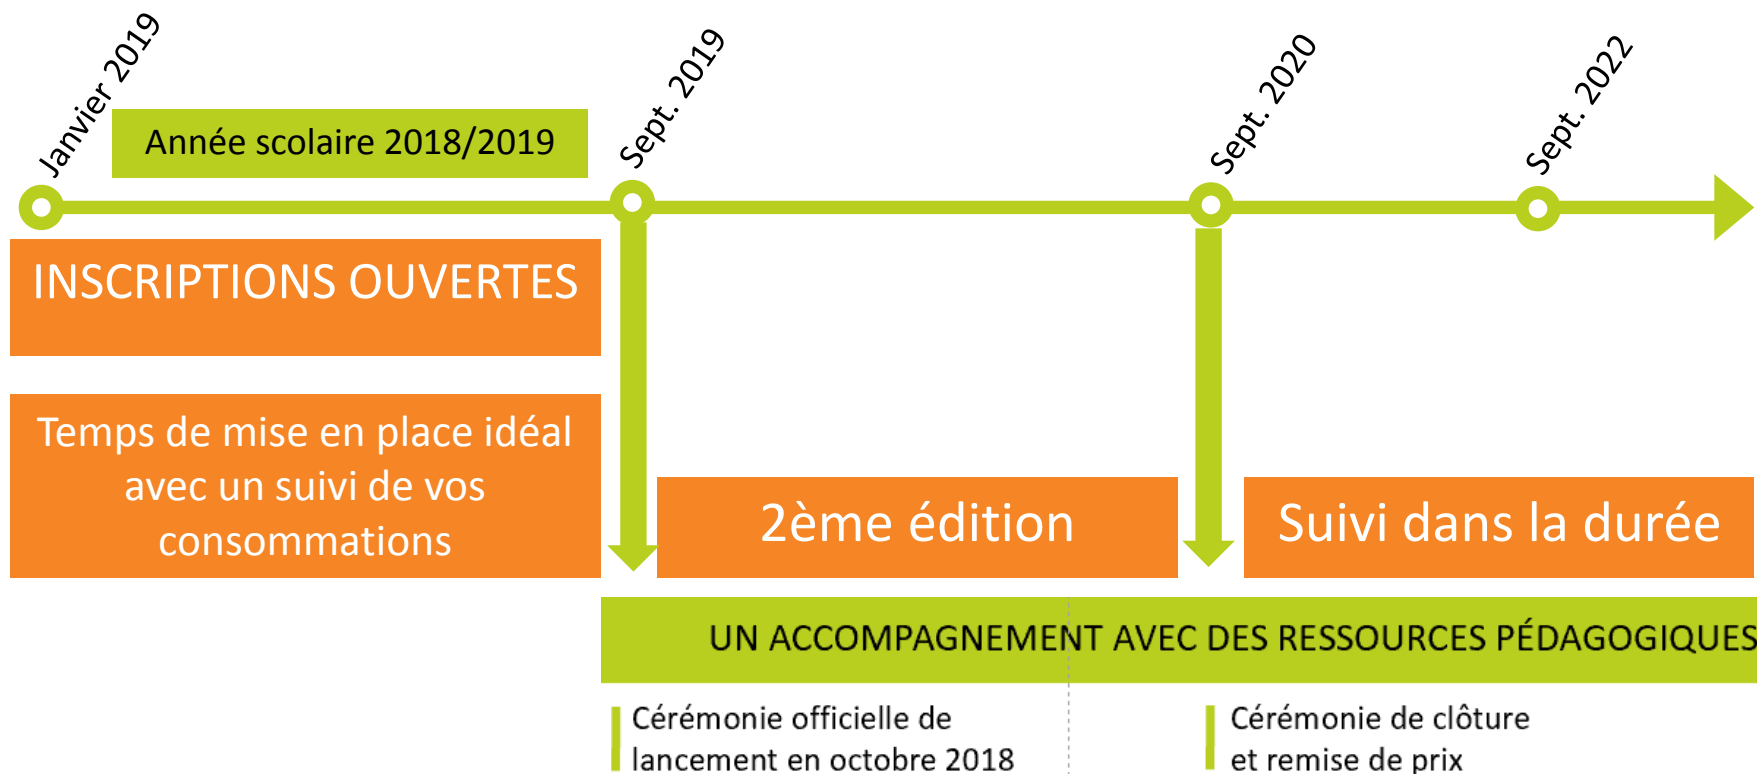 Janvier 2019
Sept. 2019
Sept. 2020
Sept. 2022
Année scolaire 2018/2019
INSCRIPTIONS OUVERTES
Temps de mise en place idéal
avec un suivi de vos
consommations
2ème édition
Suivi dans la durée
UN ACCOMPAGNEMENT AVEC DES RESSOURCES PÉDAGOGIQUES
Cérémonie officielle de
lancement en octobre 2018
Cérémonie de clôture
et remise de prix